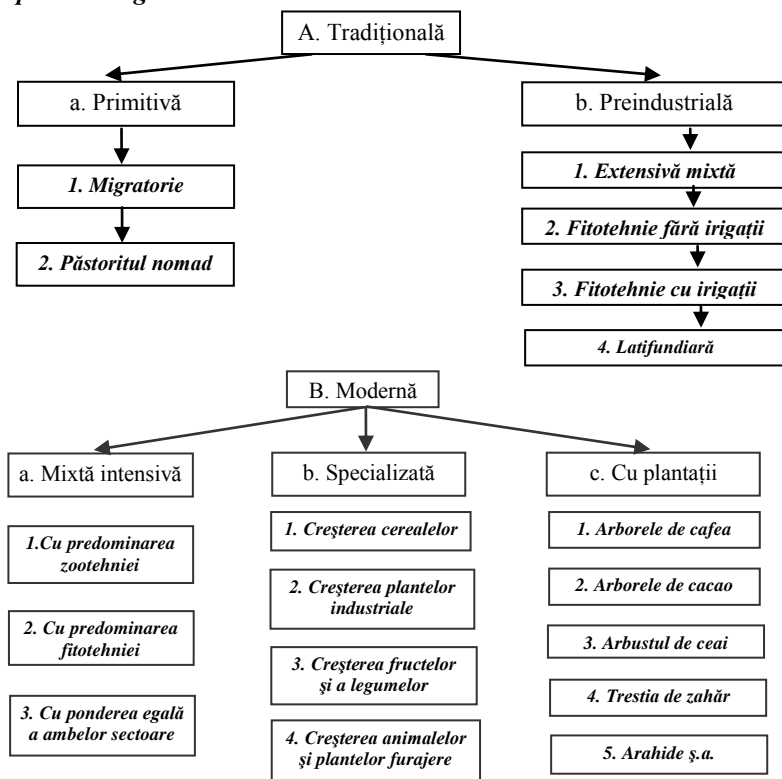 A. Tradițională
a. Primitivă
b. Preindustrială
1. Migratorie
2. Păstoritul nomad
1. Extensivă mixtă
2. Fitotehnie fără irigații
3. Fitotehnie cu irigații
4. Latifundiară
B. Modernă
a. Mixtă intensivă
b. Specializată
c. Cu plantații
1.Cu predominarea
zootehniei
2. Cu predominarea
fitotehniei
3. Cu ponderea egală
a ambelor sectoare
1. Creşterea cerealelor
2. Creşterea plantelor
industriale
3. Creşterea fructelor
şi a legumelor
4. Creşterea animalelor
şi plantelor furajere
1. Arborele de cafea
2. Arborele de cacao
3. Arbustul de ceai
4. Trestia de zahăr
5. Arahide ş.a.